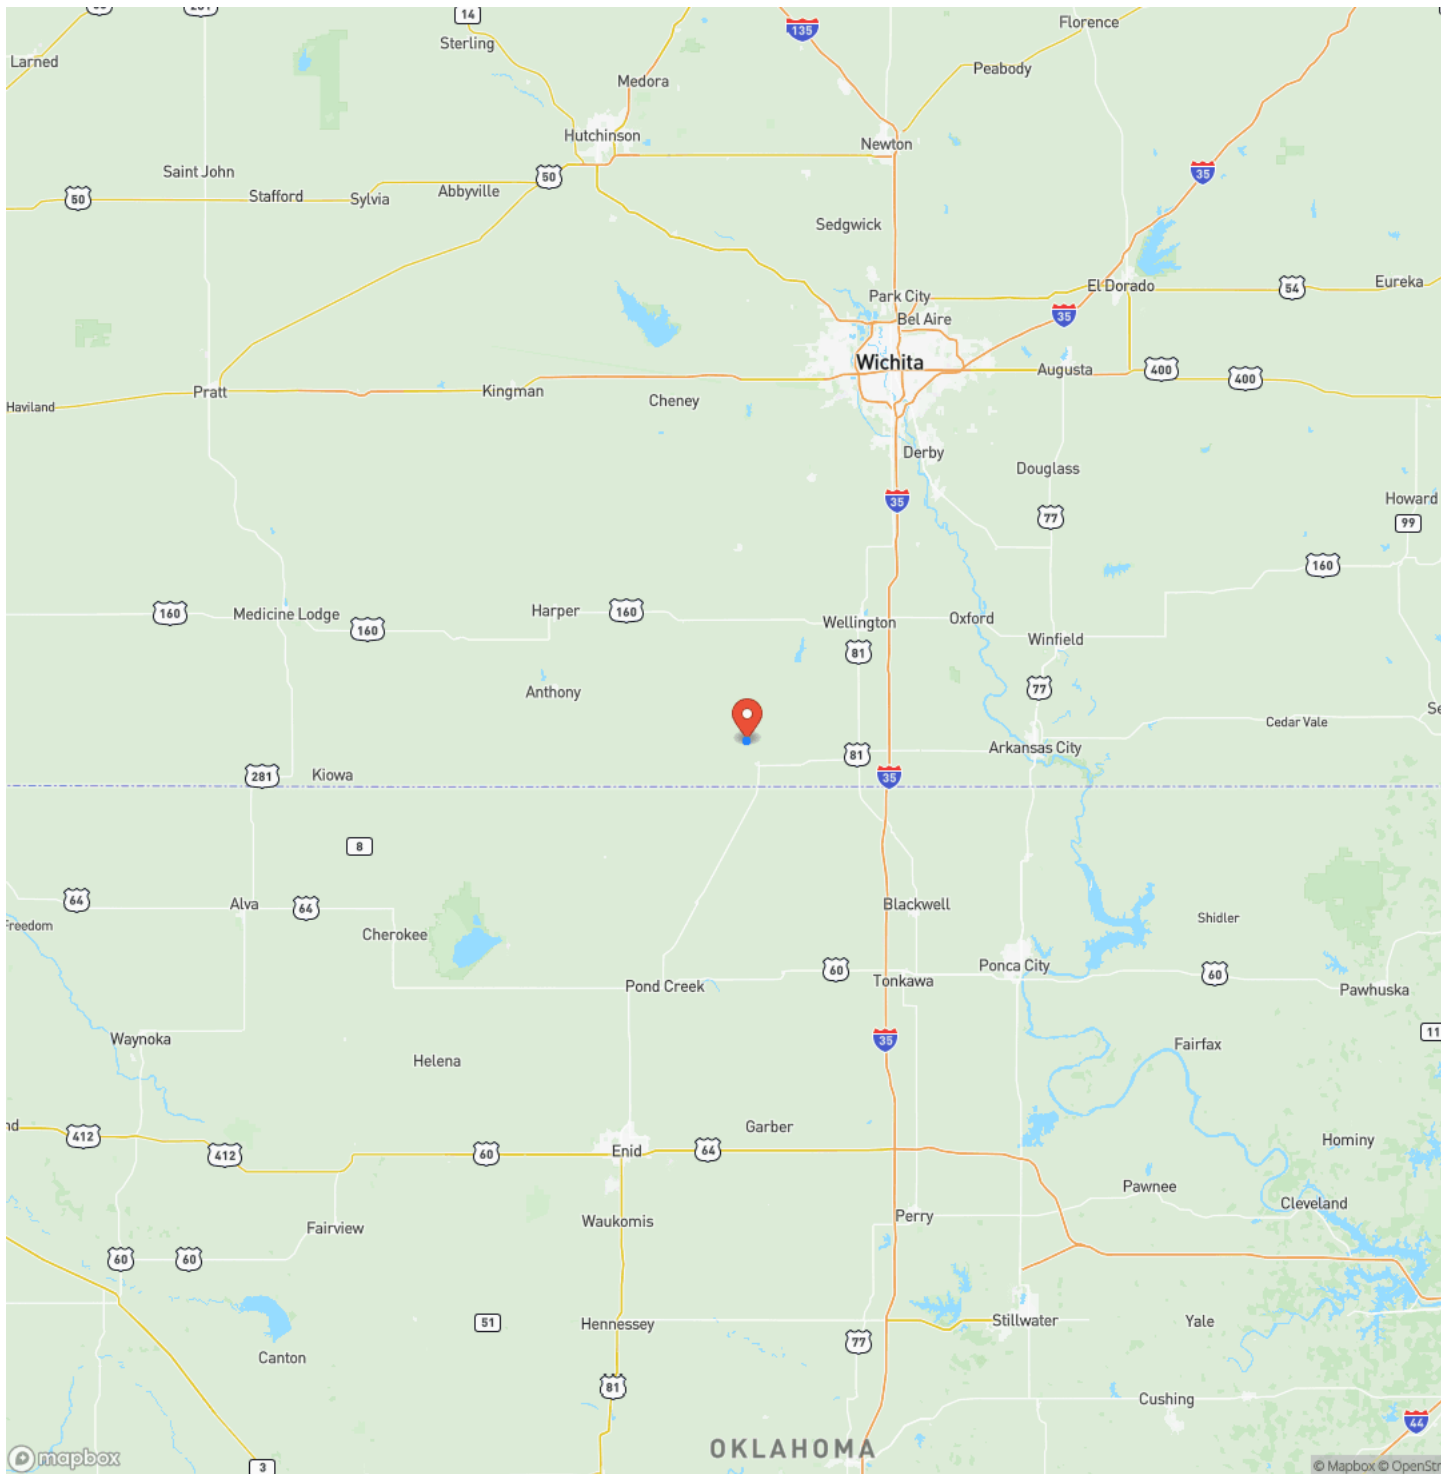 281
14
135
Florence
Larned
Sterling
Peabody
Medora
Hutchinson
Newton
Saint John
50
35
50
Stafford
Sylvia
Abbyville
Sedgwick
El Dorado
54
Eureka
Park City
35
Bel Aire
Wichita
Augusta
400
400
Pratt
Kingman
Haviland
Cheney
Derby
Douglass
35
Howard
77
99
160
160
Medicine Lodge
160
Harper
160
Wellington
Oxford
Winfield
81
77
Anthony
Cedar Vale
Arkansas City
81
281
Kiowa
35
8
64
Alva
64
Blackwell
Shidler
Freedom
Cherokee
Ponca City
60
Tonkawa
60
Pond Creek
Pawhuska
Waynoka
35
11
Fairfax
Helena
412
412
60
Enid
64
Garber
Hominy
Pawnee
Cleveland
Fairview
Waukomis
Perry
60
60
51
Hennessey
Stillwater
Yale
77
Canton
81
Cushing
44
OKLAHOMA
mapbox
3
© Mapbox © OpenStr